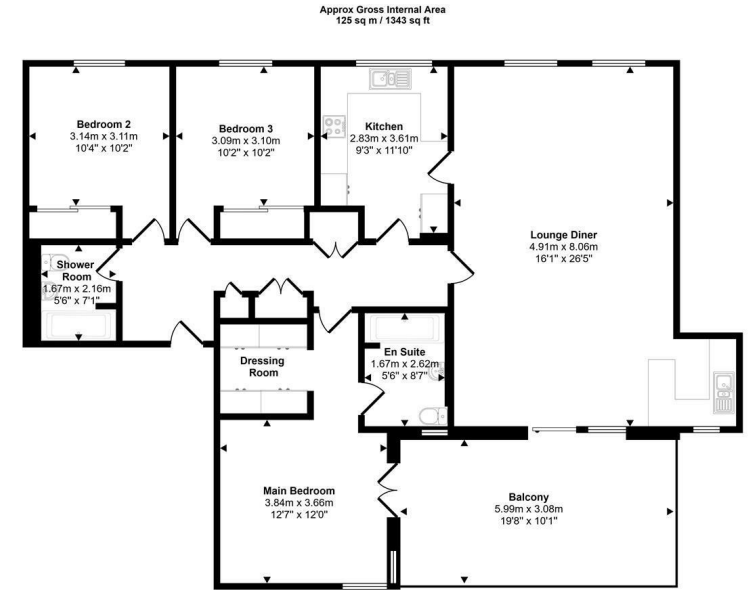 Approx Gross Internal Area
125 sq m / 1343 sq ft
Bedroom 2
3.14m x 3.11m
10'4" x 10'2"
Bedroom 3
3.09m x 3.10m
10'2" x 10'2"
Kitchen
2.83m x 3.61m
9'3" x 11'10"
Lounge Diner
4.91m x 8.06m
16'1" x 26'5"
Shower
Room
1.67m x 2.16m
5'6" x 7'1"
Dressing
Room
En Suite
1.67m x 2.62m
5'6" x 8'7"
Main Bedroom
3.84m x 3.66m
12'7" x 12'0"
Balcony
5.99m x 3.08m
19'8" x 10'1"